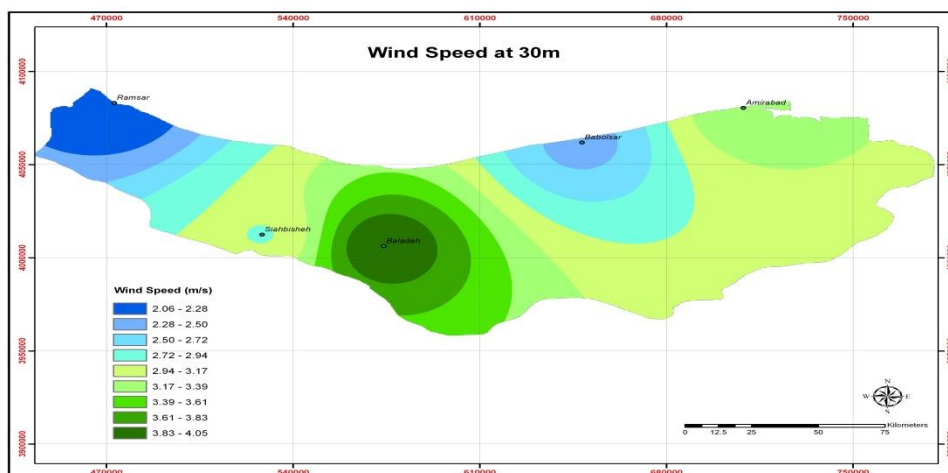 470000 540000 610000 680000 750000
Wind Speed at 30m
4100000
Ramsar
Amirabad
Babolsar
4050000
Siahbisheh
Baladeh
4000000
Wind Speed (m/s)
2.06 - 2.28
2.28 - 2.50
2.50 - 2.72
2.72 - 2.94
2.94 - 3.17
3.17 - 3.39
3.39 - 3.61
3.61 - 3.83
3.83 - 4.05
3950000
N
W E
S
Kilometers
0 12.5 25 50 75
3900000
470000 540000 610000 680000 750000